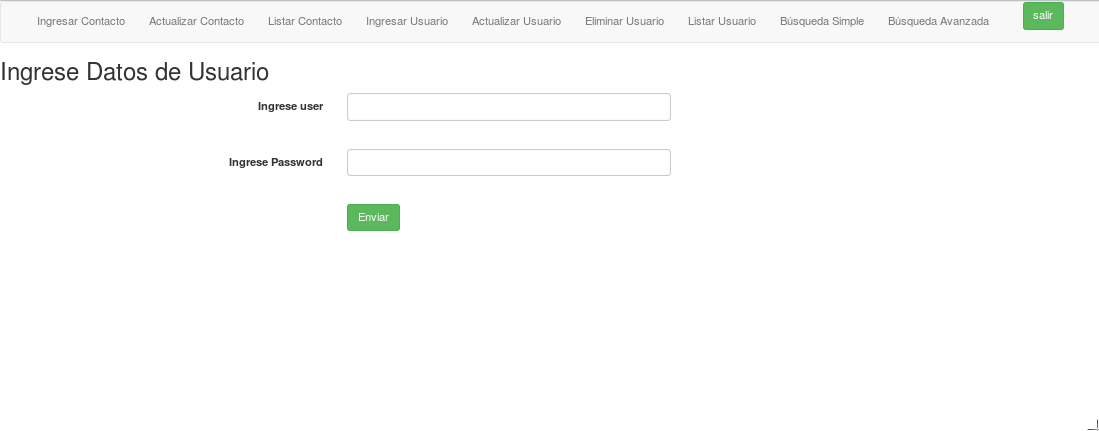 Ingresar Contacto Actualizar Contacto Listar Contacto Ingresar Usuario Actualizar Usuario Eliminar Usuario Listar Usuario Búsqueda Simple Búsqueda Avanzada salir
Ingrese Datos de Usuario
Ingrese user
Ingrese Password
Enviar